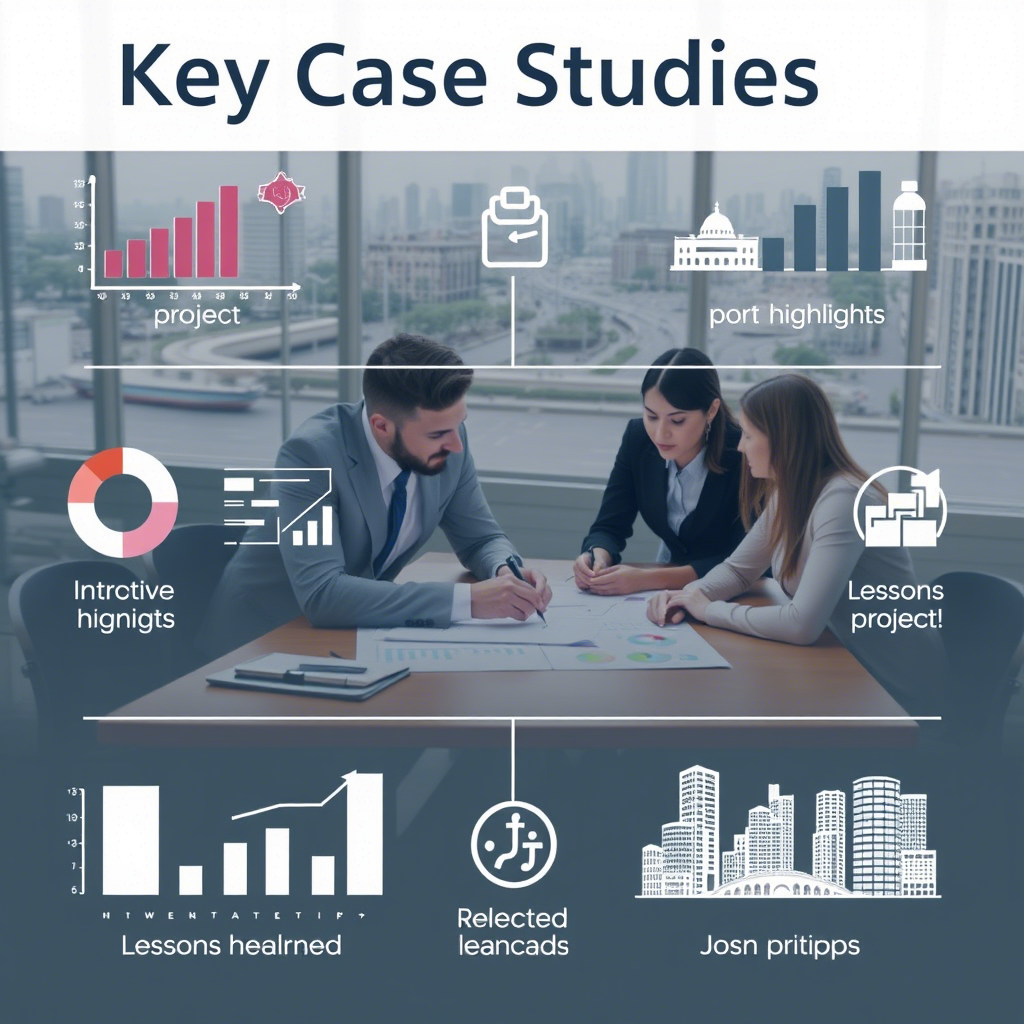 Key Case Studies
project
port highlights
Intrctive
hignigts
Lessons
project!
H T W E N T A T E T I F
Lessons healrned
Relected
leancads
Josn pritipps